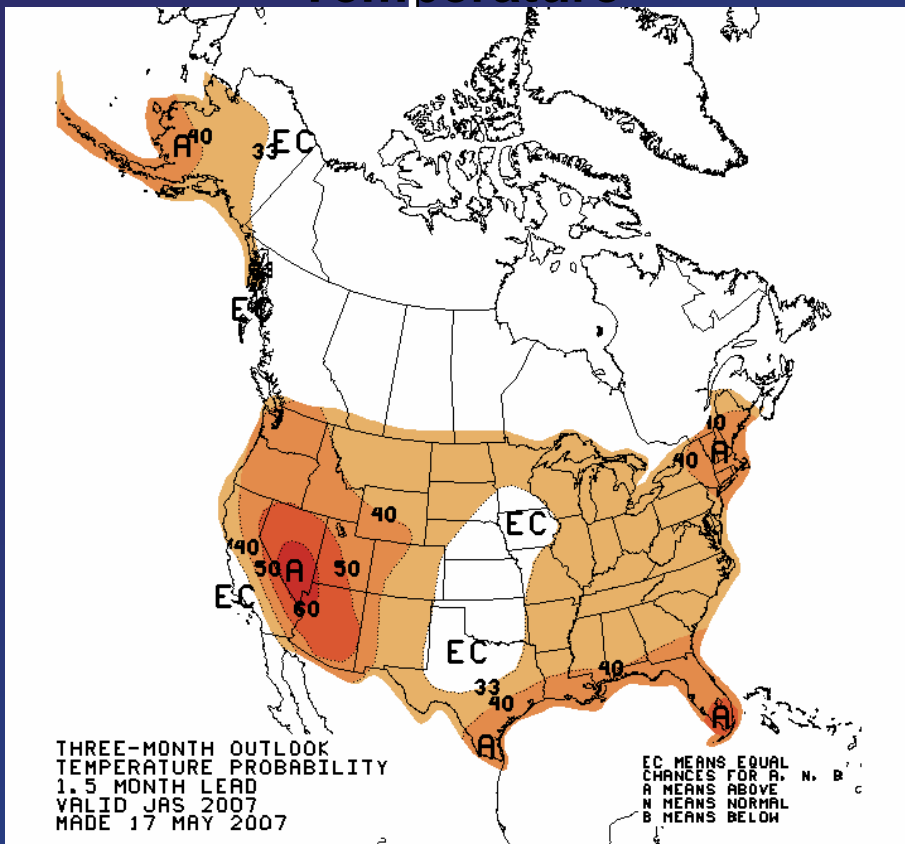 Temperature
A 40
33 EC
EC
40
A
40
40
EC
40
50 A 50
EC
60
EC
40
33
40
A
A
THREE-MONTH OUTLOOK
TEMPERATURE PROBABILITY
1.5 MONTH LEAD
VALID JAS 2007
MADE 17 MAY 2007
EC MEANS EQUAL
CHANCES FOR A, N, B
A MEANS ABOVE
N MEANS NORMAL
B MEANS BELOW